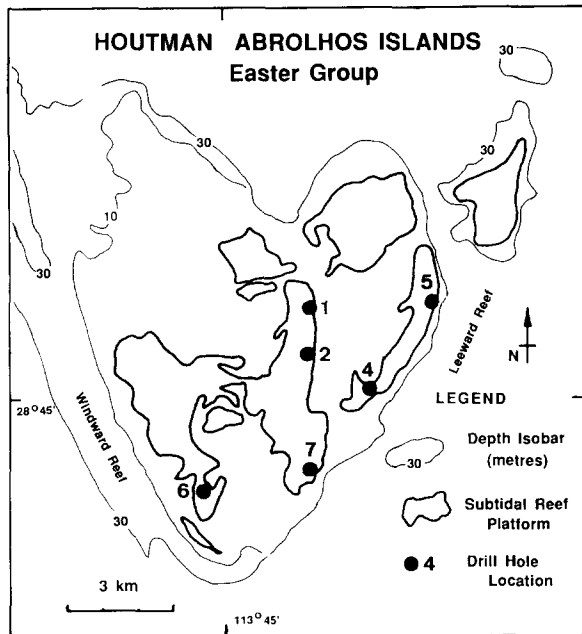 HOUTMAN ABROLHOS ISLANDS
Easter Group
30
30
30
10
30
5
1
2
4
Leeward Reef
N
LEGEND
28°45'
Windward Reef
Depth Isobar
(metres)
30
7
6
Subtidal Reef
Platform
30
4 Drill Hole
Location
3 km
113°45'